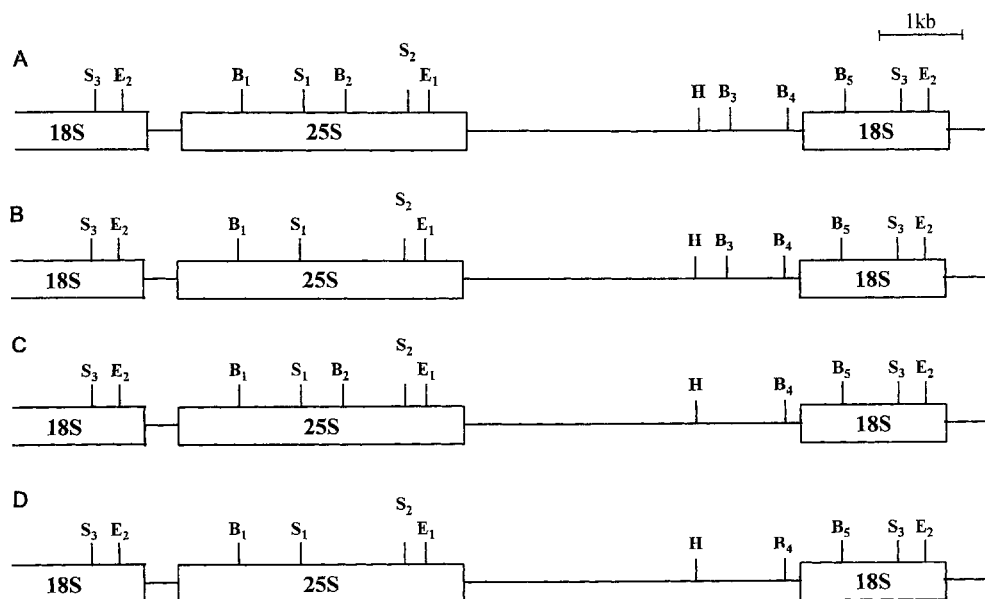 1kb
A
S₃ E₂ B₁ S₁ B₂ S₂ E₁ H B₃ B₄ B₅ S₃ E₂
18S 25S 18S
B
S₃ E₂ B₁ S₁ S₂ E₁ H B₃ B₄ B₅ S₃ E₂
18S 25S 18S
C
S₃ E₂ B₁ S₁ B₂ S₂ E₁ H B₄ B₅ S₃ E₂
18S 25S 18S
D
S₃ E₂ B₁ S₁ S₂ E₁ H B₄ B₅ S₃ E₂
18S 25S 18S